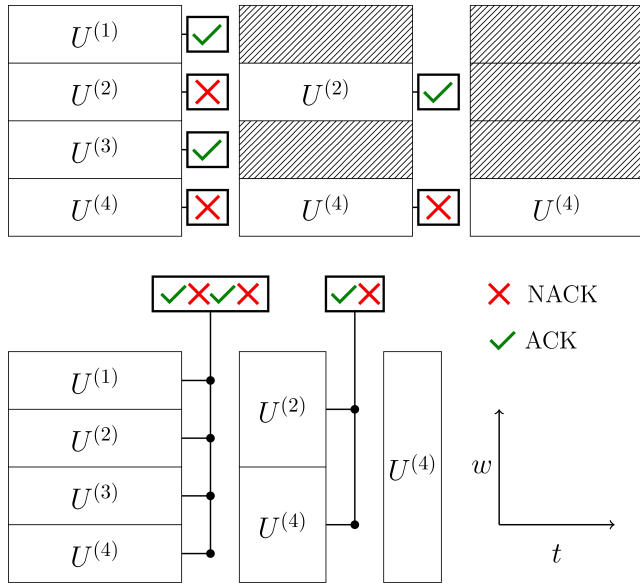 U^(1)
U^(2) U^(2)
U^(3)
U^(4) U^(4) U^(4)
NACK
ACK
U^(1)
U^(2) U^(2)
U^(3) U^(4)
U^(4) U^(4)
w
t